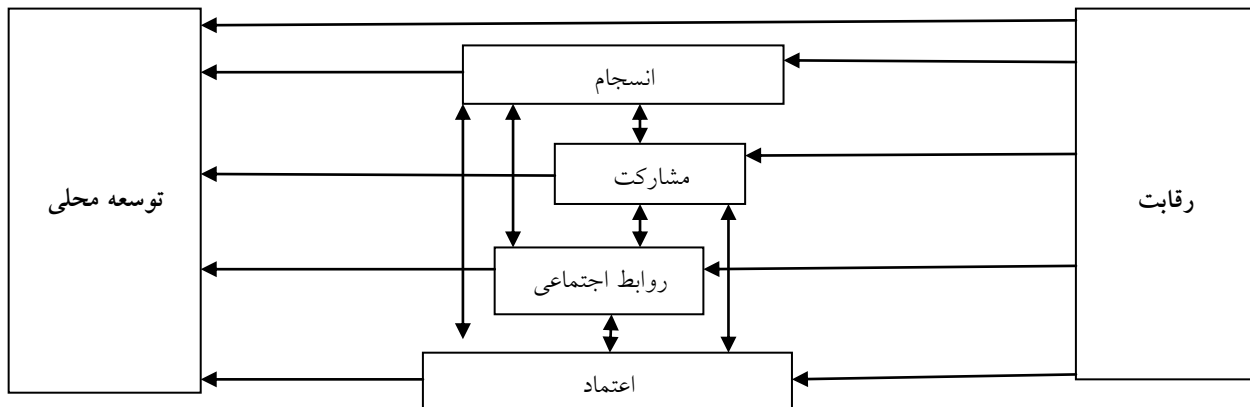 انسجام
مشارکت
رقابت
توسعه محلی
روابط اجتماعی
اعتماد